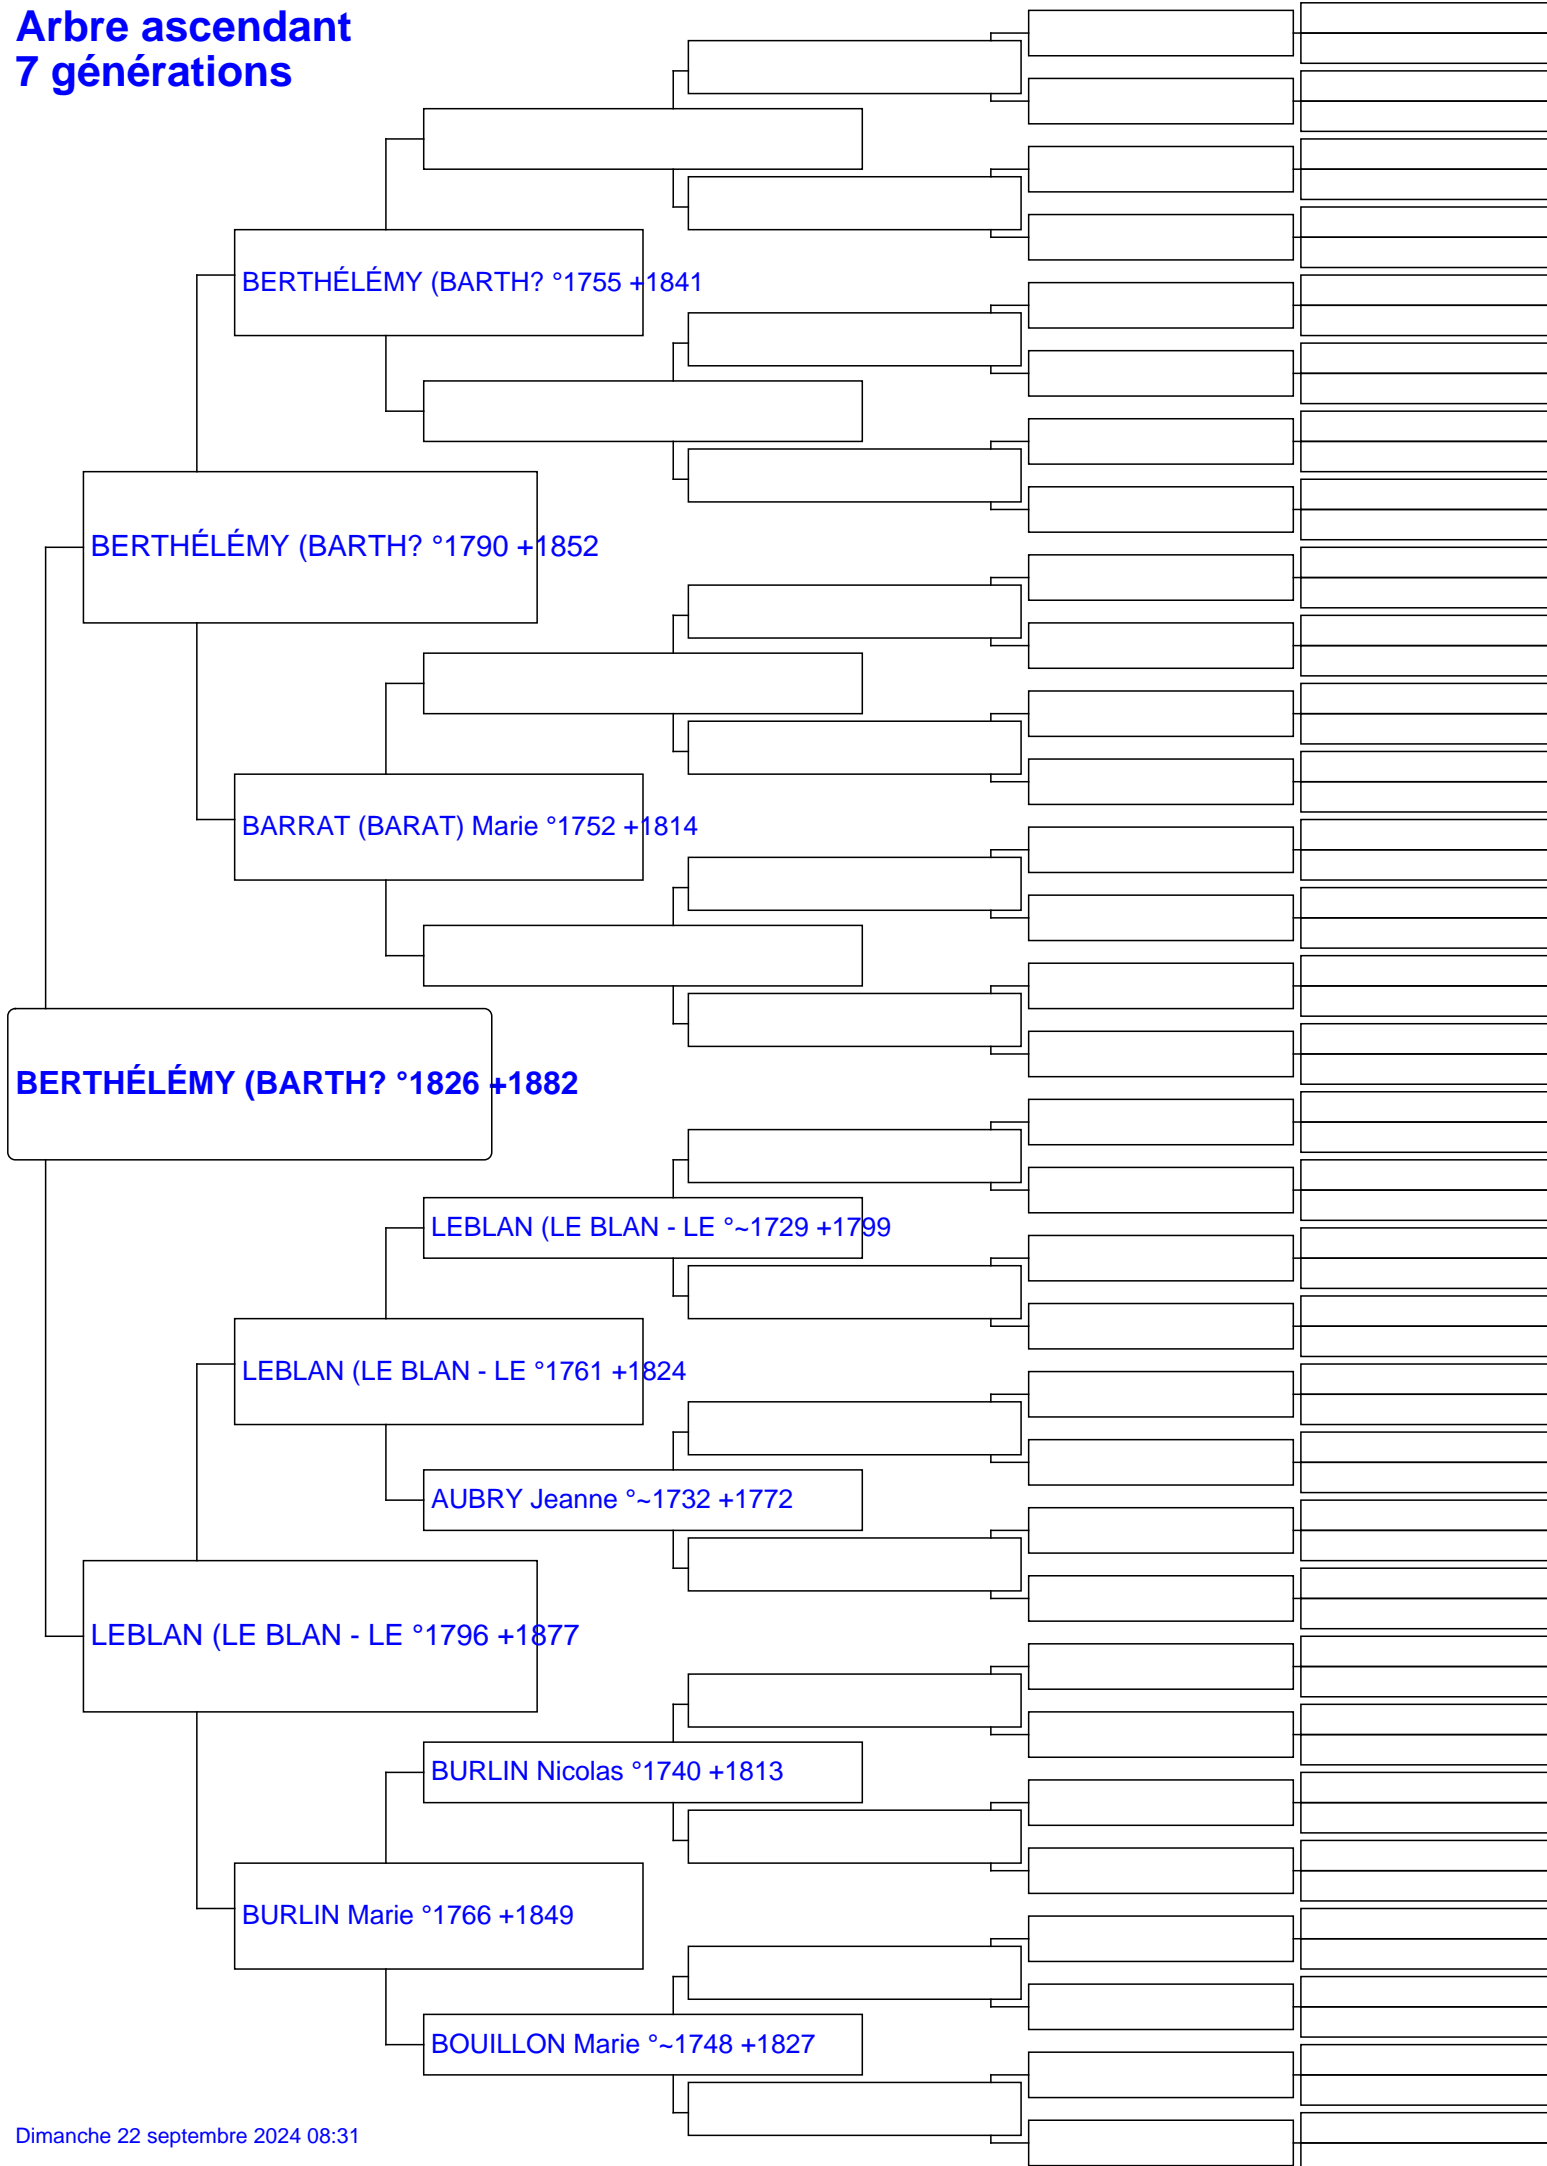 Arbre ascendant
7 générations
BERTHÉLÉMY (BARTH? °1755 +1841
BERTHÉLÉMY (BARTH? °1790 +1852
BARRAT (BARAT) Marie °1752 +1814
BERTHÉLÉMY (BARTH? °1826 +1882
LEBLAN (LE BLAN - LE °~1729 +1799
LEBLAN (LE BLAN - LE °1761 +1824
AUBRY Jeanne °~1732 +1772
LEBLAN (LE BLAN - LE °1796 +1877
BURLIN Nicolas °1740 +1813
BURLIN Marie °1766 +1849
BOUILLON Marie °~1748 +1827
Dimanche 22 septembre 2024 08:31